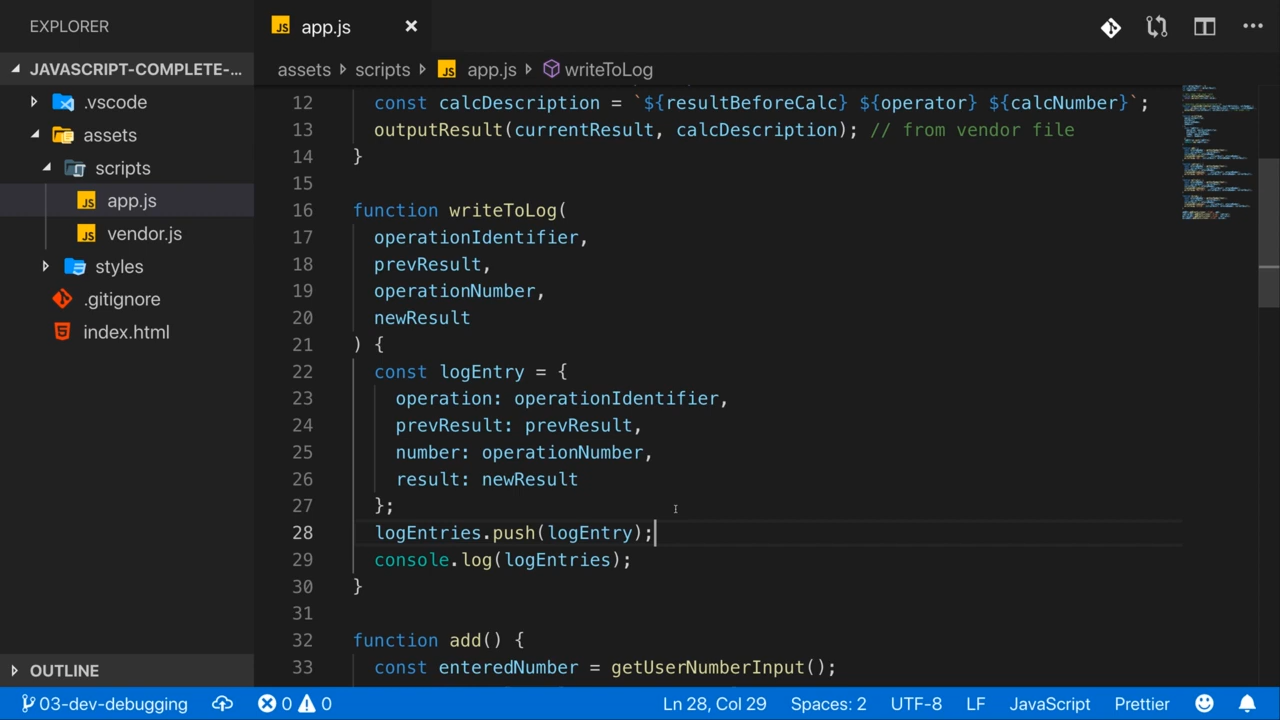 EXPLORER
app.js
JAVASCRIPT-COMPLETE-...
assets scripts app.js writeToLog
.vscode
assets
scripts
app.js
vendor.js
styles
.gitignore
index.html
12 const calcDescription = `${resultBeforeCalc} ${operator} ${calcNumber}`;
13 outputResult(currentResult, calcDescription); // from vendor file
14 }
15
16 function writeToLog(
17 operationIdentifier,
18 prevResult,
19 operationNumber,
20 newResult
21 ) {
22 const logEntry = {
23 operation: operationIdentifier,
24 prevResult: prevResult,
25 number: operationNumber,
26 result: newResult
27 };
28 logEntries.push(logEntry);
29 console.log(logEntries);
30 }
31
32 function add() {
33 const enteredNumber = getUserNumberInput();
OUTLINE
03-dev-debugging 0 0 Ln 28, Col 29 Spaces: 2 UTF-8 LF JavaScript Prettier